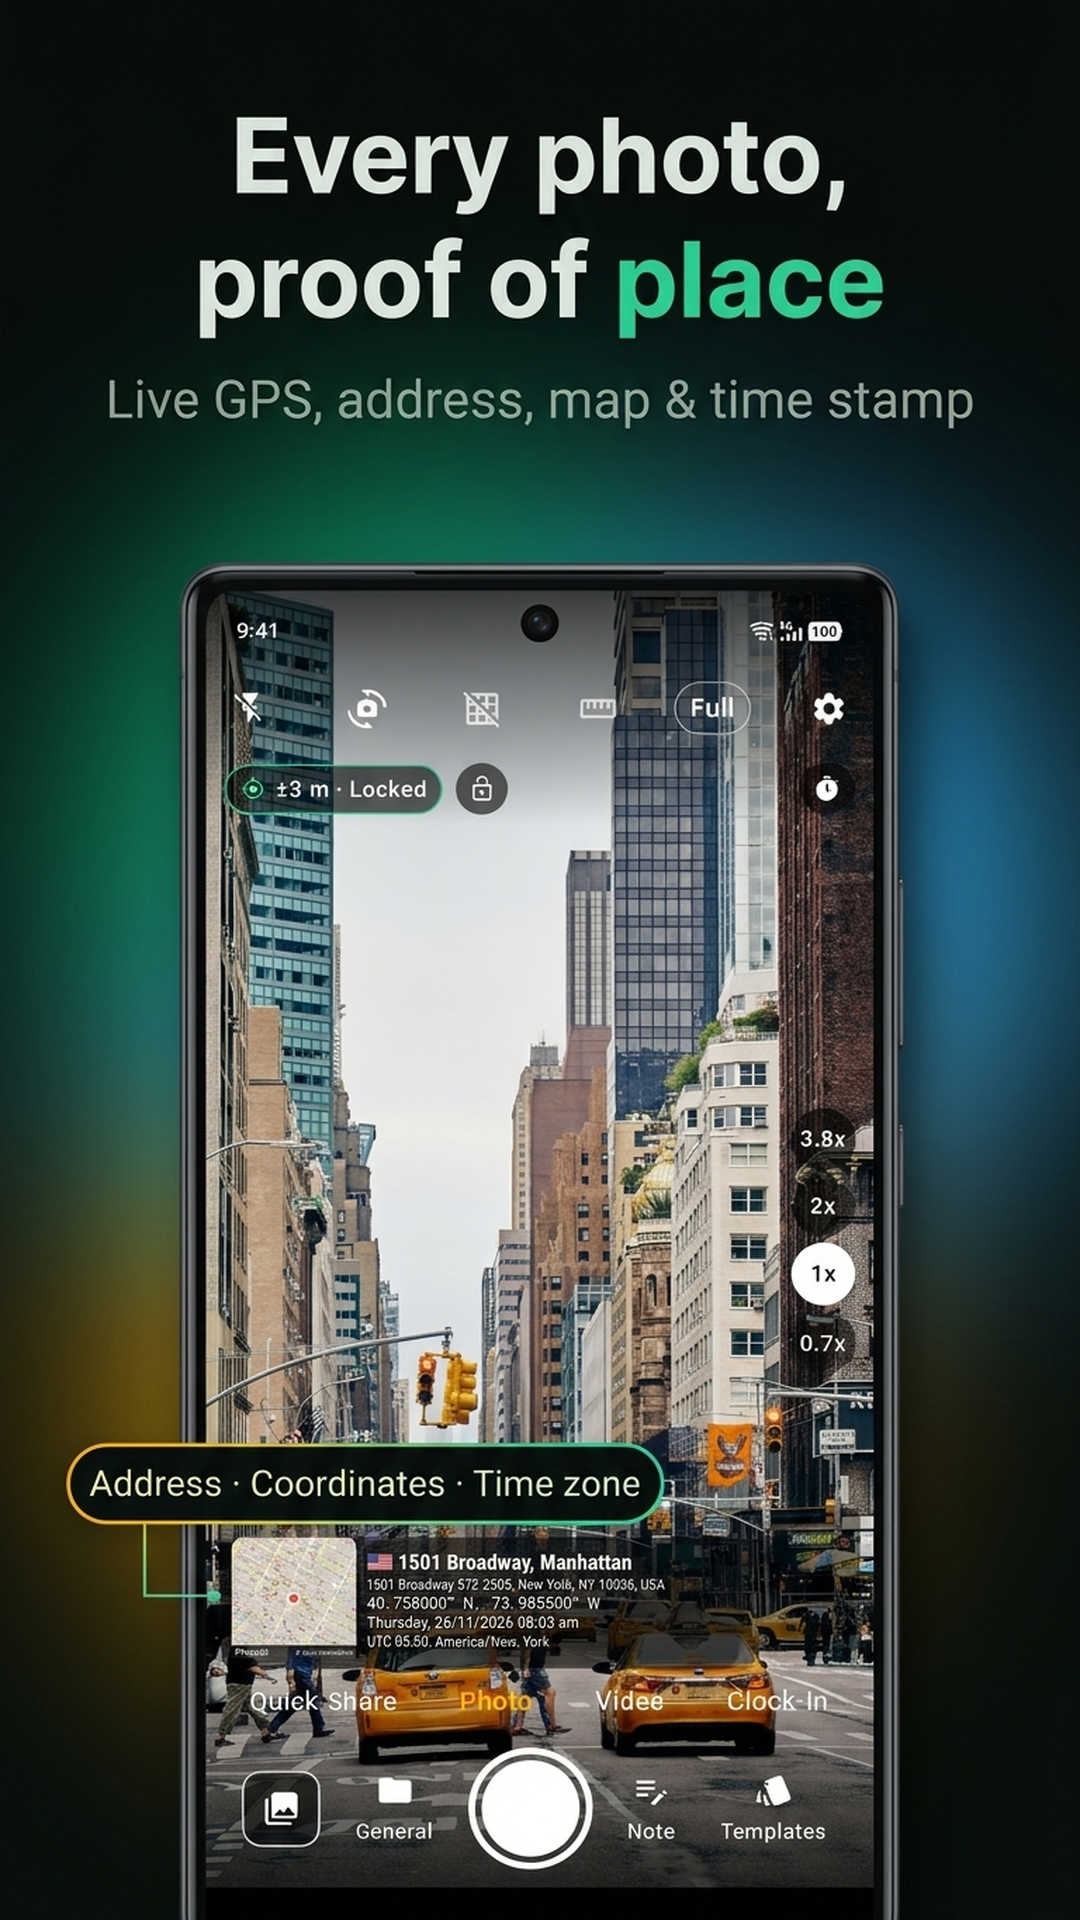 Every photo,
proof of place
Live GPS, address, map & time stamp
9:41
100
Full
±3 m · Locked
3.8x
2x
1x
0.7x
Address · Coordinates · Time zone
1501 Broadway, Manhattan
1501 Broadway 572 2505, New York, NY 10036, USA
40.758000° N, 73.985500° W
Thursday, 26/11/2026 08:03 am
UTC 05.50. America/New. York
Quick Share Photo Videe Clock-In
General Note Templates